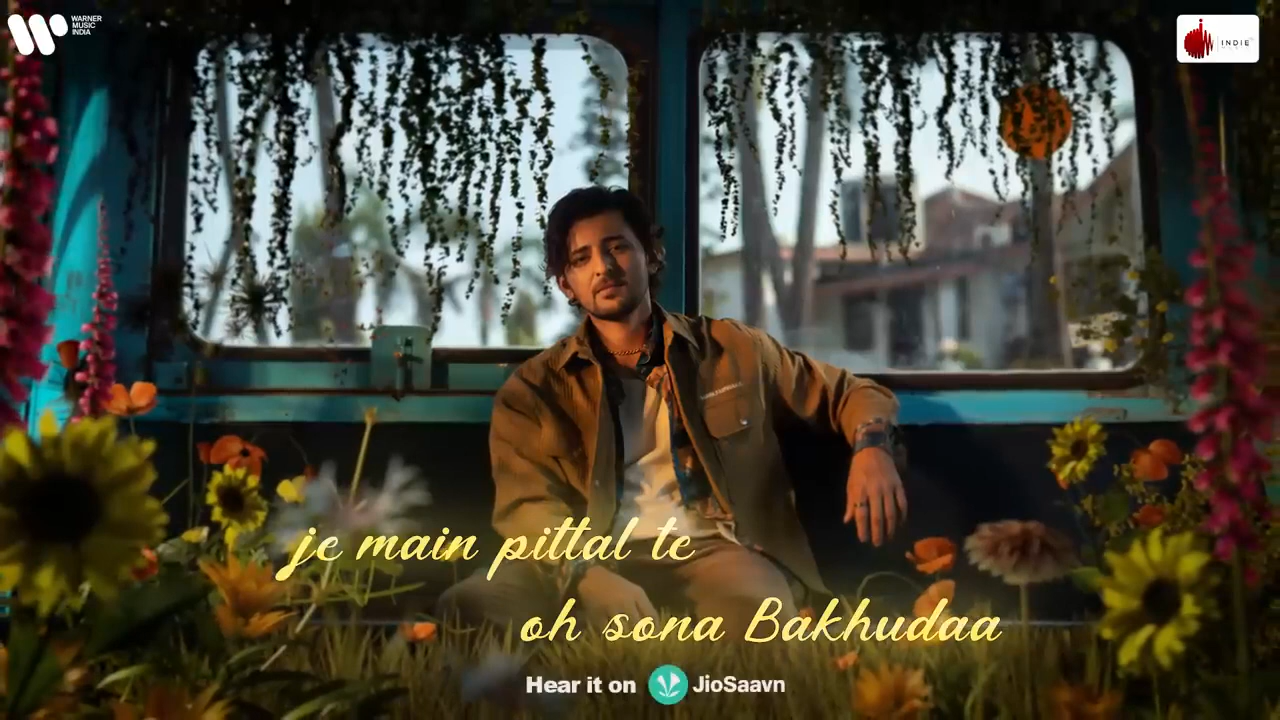 WARNER
MUSIC
INDIA
INDIE
je main pittal te
oh sona Bakhudaa
Hear it on JioSaavn